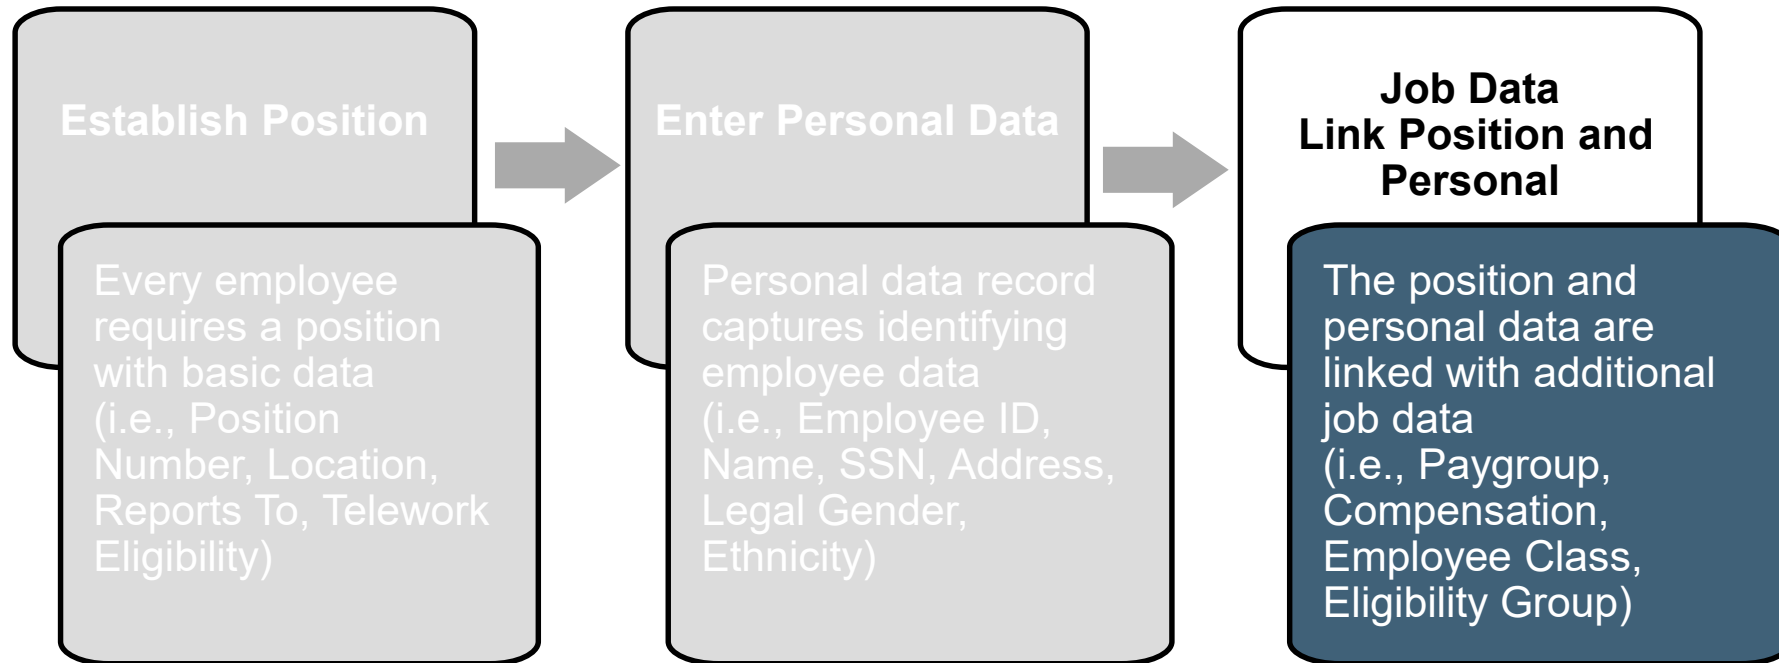 Establish Position
Every employee
requires a position
with basic data
(i.e., Position
Number, Location,
Reports To, Telework
Eligibility)
Enter Personal Data
Personal data record
captures identifying
employee data
(i.e., Employee ID,
Name, SSN, Address,
Legal Gender,
Ethnicity)
Job Data
Link Position and
Personal
The position and
personal data are
linked with additional
job data
(i.e., Paygroup,
Compensation,
Employee Class,
Eligibility Group)